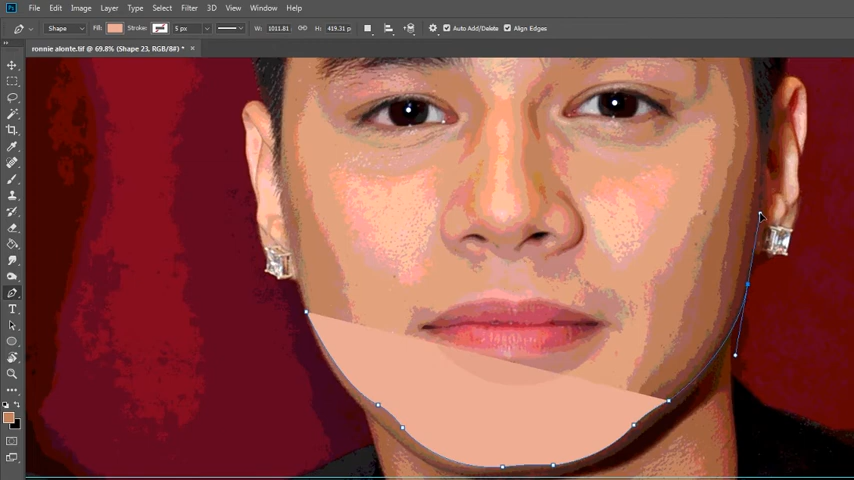 Ps File Edit Image Layer Type Select Filter 3D View Window Help
Shape Fill: Stroke: 5 px W: 1011.81 H: 419.31 p Auto Add/Delete Align Edges
ronnie alonte.tif @ 69.8% (Shape 23, RGB/8#) * ×
T